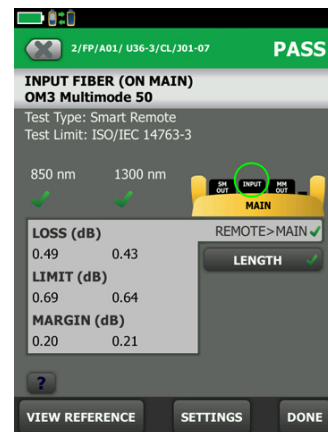 2/FP/A01/ U36-3/CL/J01-07
PASS
INPUT FIBER (ON MAIN)
OM3 Multimode 50
Test Type: Smart Remote
Test Limit: ISO/IEC 14763-3
850 nm 1300 nm
SM OUT INPUT MM OUT
MAIN
LOSS (dB) REMOTE>MAIN
0.49 0.43
LENGTH
LIMIT (dB)
0.69 0.64
MARGIN (dB)
0.20 0.21
?
VIEW REFERENCE SETTINGS DONE